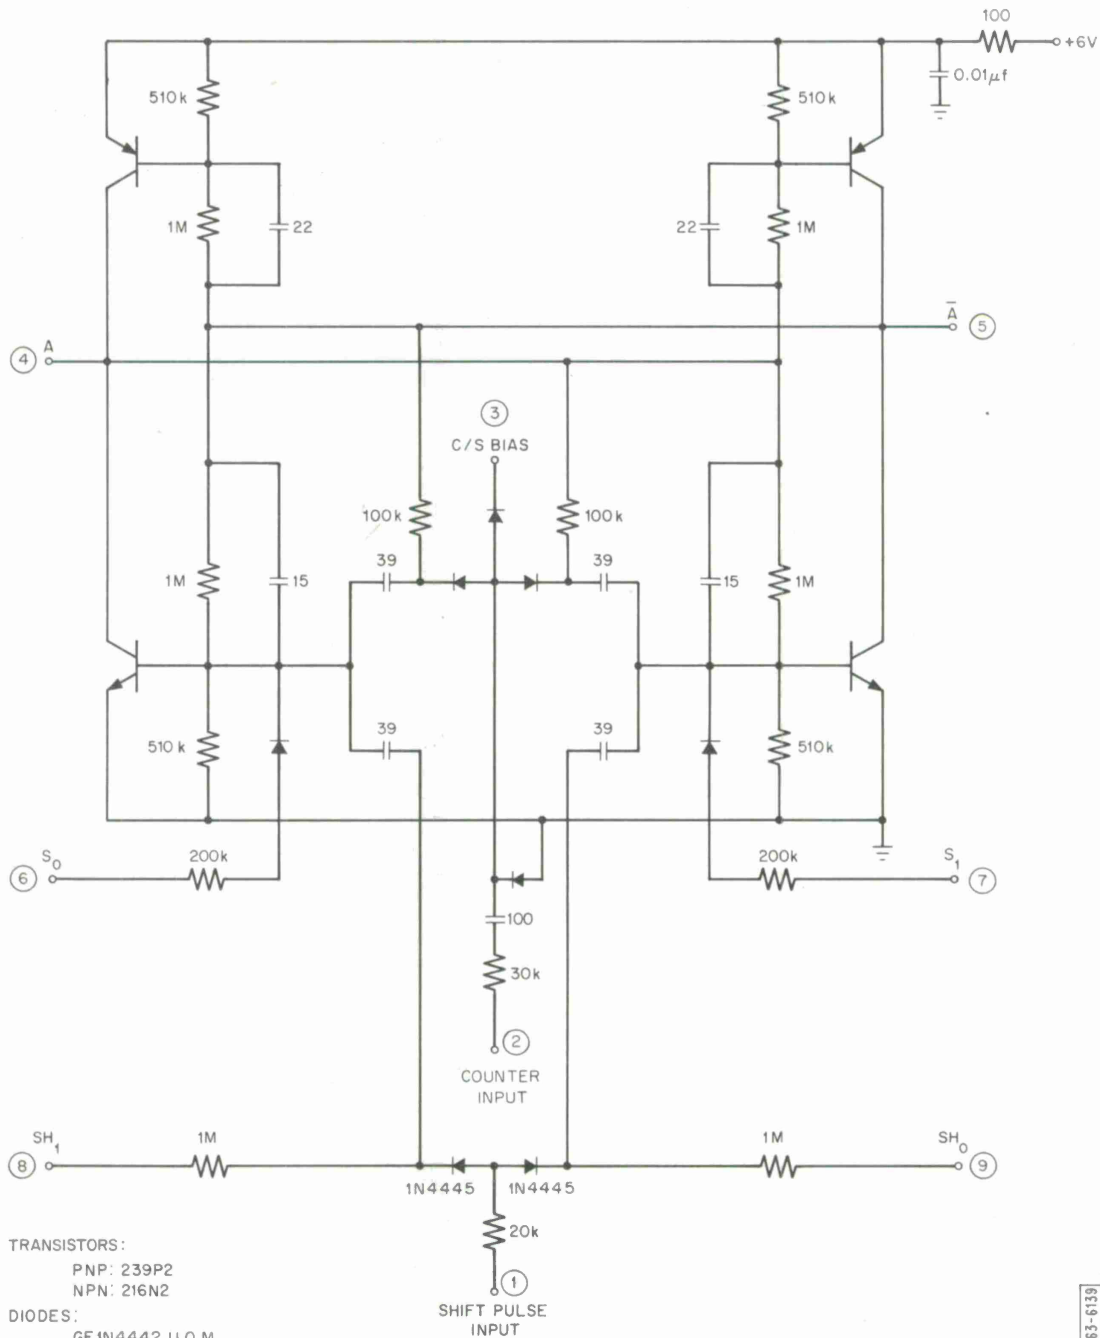 100
+6V
0.01μf
510k
510k
1M
22
22
1M
A
Ā
4
5
3
C/S BIAS
100k
100k
39
39
1M
15
15
1M
39
39
510k
510k
S0
200k
200k
S1
6
7
100
30k
2
COUNTER
INPUT
SH1
1M
1M
SH0
8
9
1N4445
1N4445
20k
1
SHIFT PULSE
INPUT
TRANSISTORS:
PNP: 239P2
NPN: 216N2
DIODES:
GE1N4442 U.O.M.
63-6139